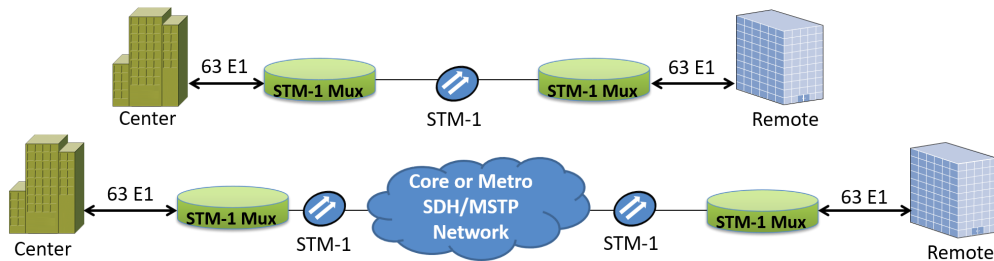 63 E1
STM-1 Mux
STM-1 Mux
63 E1
Center
STM-1
Remote
63 E1
STM-1 Mux
Core or Metro
SDH/MSTP
Network
STM-1 Mux
63 E1
Center
STM-1
STM-1
Remote